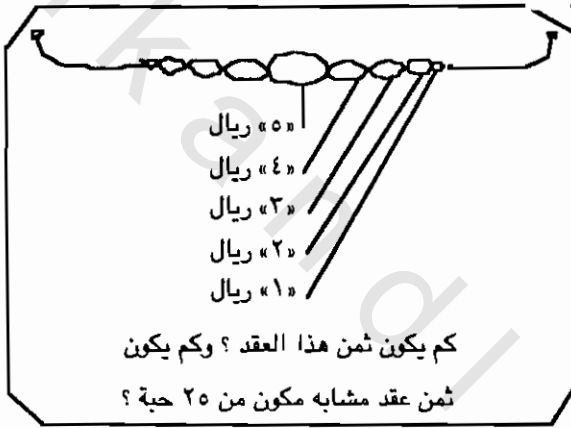 «٥» ريال
«٤» ريال
«٣» ريال
«٢» ريال
«١» ريال
كم يكون ثمن هذا العقد ؟ وكم يكون
ثمن عقد مشابه مكون من ٢٥ حبة ؟